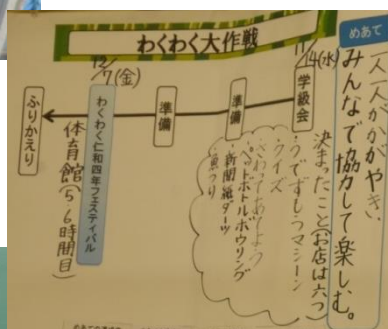 わくわく大作戦
めあて
一人一人かがやき、
みんなで協力して楽しむ。
11/14(水)
学級会
決まったこと(お店は六つ)
・うでずもうマシーン
・クイズ
・さわってあてよう
・ペットボトルボウリング
・新聞紙ダーツ
・魚つり
準備
準備
12/7(金)
わくわく仁和四年フェスティバル
体育館(5・6時間目)
ふりかえり